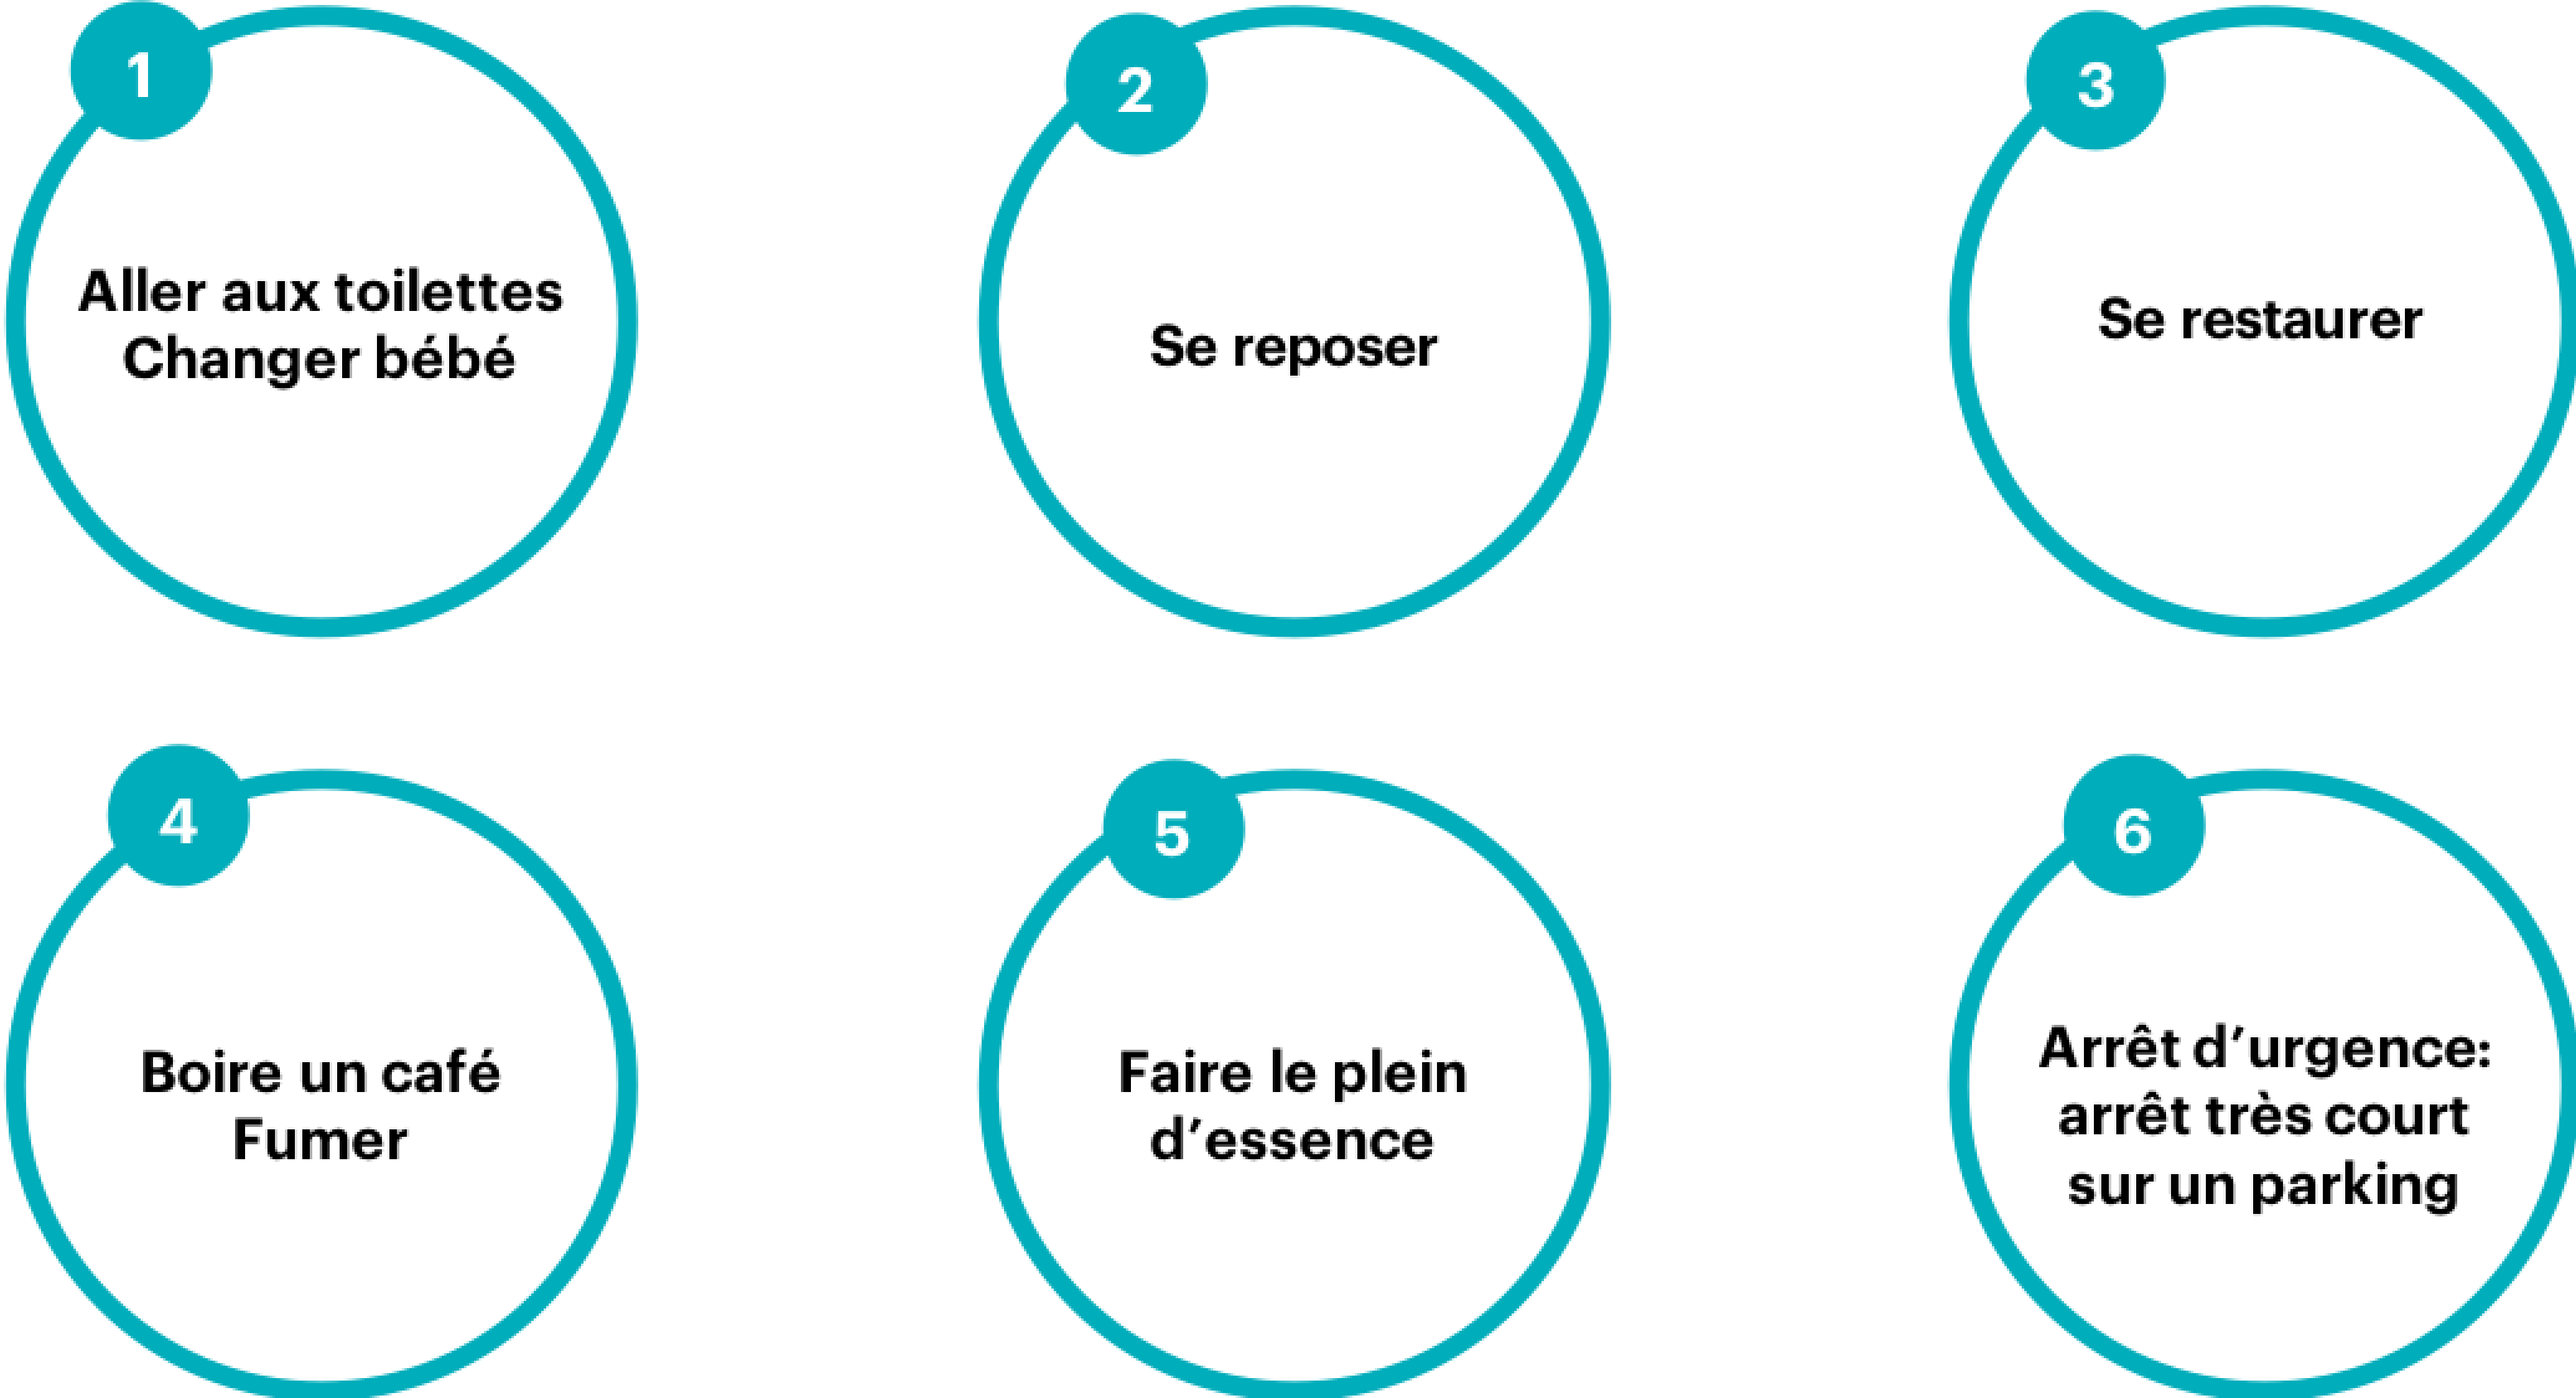 1
Aller aux toilettes
Changer bébé
2
Se reposer
3
Se restaurer
4
Boire un café
Fumer
5
Faire le plein
d’essence
6
Arrêt d’urgence:
arrêt très court
sur un parking